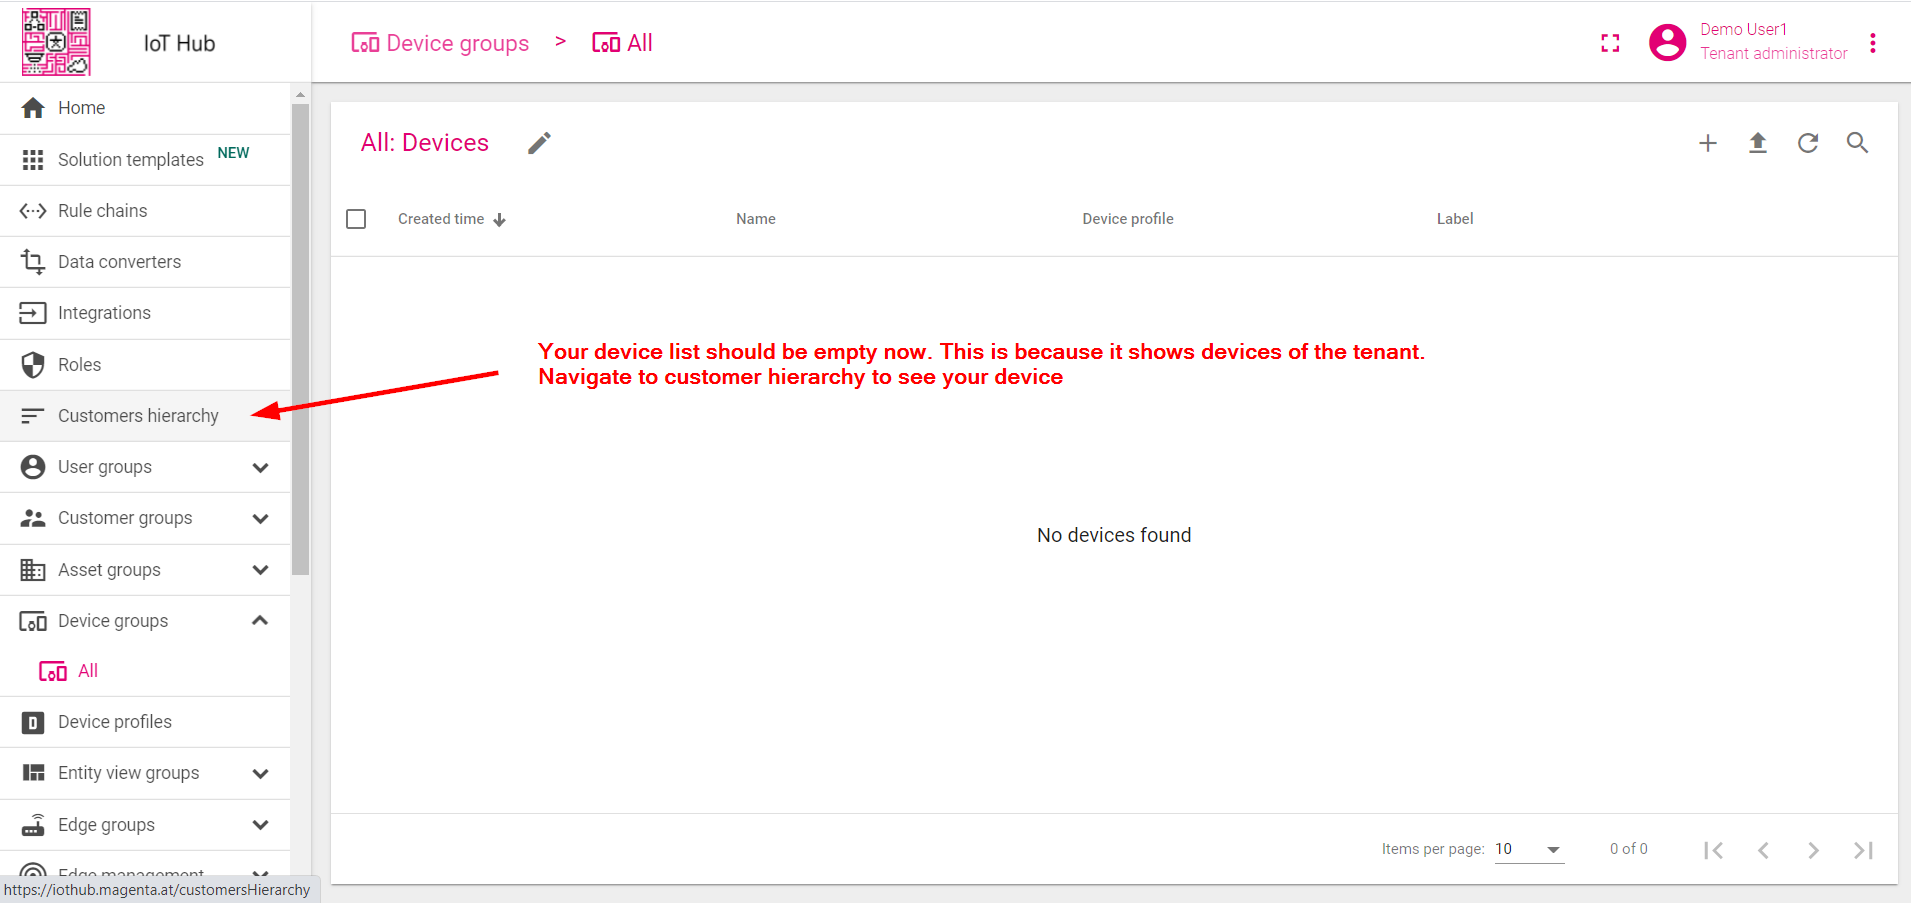 IoT Hub
Device groups > All
Demo User1
Tenant administrator
Home
Solution templates NEW
Rule chains
Data converters
Integrations
Roles
Customers hierarchy
User groups
Customer groups
Asset groups
Device groups
All
Device profiles
Entity view groups
Edge groups
Edge management
https://iothub.magenta.at/customersHierarchy
All: Devices
Created time Name Device profile Label
Your device list should be empty now. This is because it shows devices of the tenant.
Navigate to customer hierarchy to see your device
No devices found
Items per page: 10 0 of 0